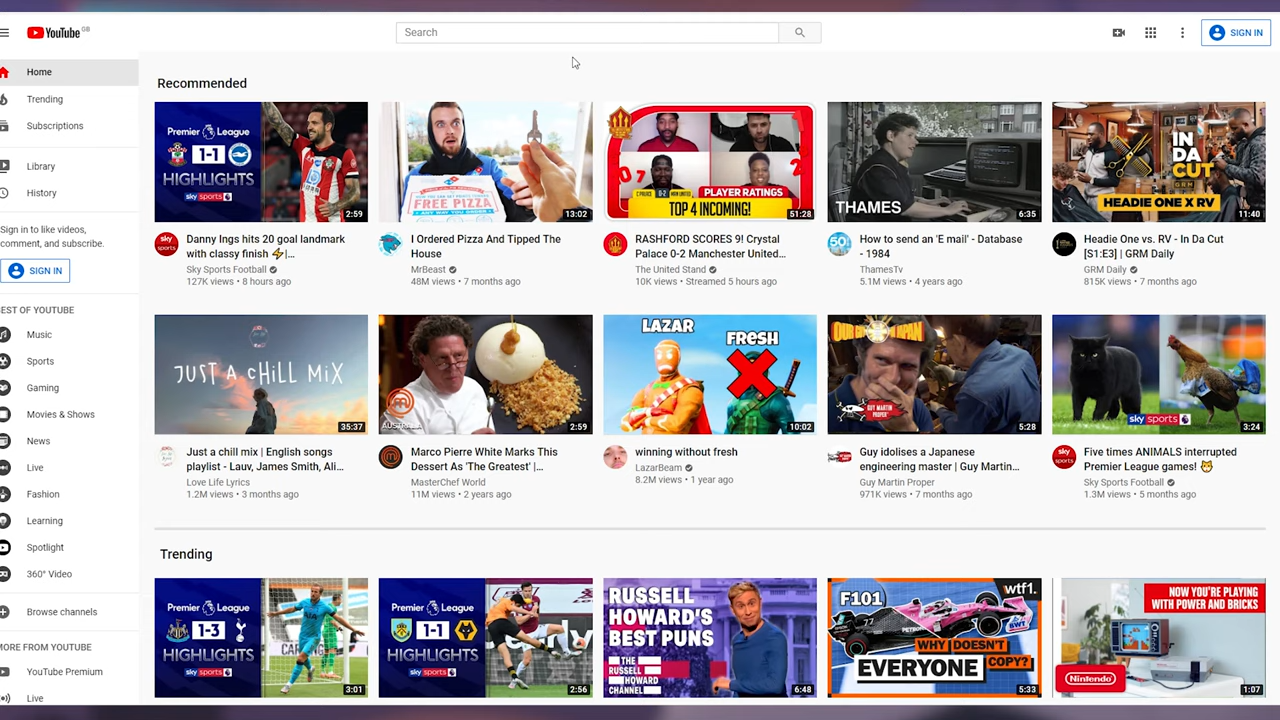 YouTube GB
Search
SIGN IN
Home
Trending
Subscriptions
Library
History
Sign in to like videos,
comment, and subscribe.
SIGN IN
EST OF YOUTUBE
Music
Sports
Gaming
Movies & Shows
News
Live
Fashion
Learning
Spotlight
360° Video
Browse channels
MORE FROM YOUTUBE
YouTube Premium
Live
Recommended
Premier League
1-1
HIGHLIGHTS
sky sports
2:59
Danny Ings hits 20 goal landmark
with classy finish ⚡|...
Sky Sports Football
127K views • 8 hours ago
FREE PIZZA
13:02
I Ordered Pizza And Tipped The
House
MrBeast
48M views • 7 months ago
PLAYER RATINGS
TOP 4 INCOMING!
51:28
RASHFORD SCORES 9! Crystal
Palace 0-2 Manchester United...
The United Stand
10K views • Streamed 5 hours ago
THAMES
6:35
How to send an 'E mail' - Database
- 1984
ThamesTv
5.1M views • 4 years ago
IN
DA
CUT
GRM
HEADIE ONE X RV
11:40
Headie One vs. RV - In Da Cut
[S1:E3] | GRM Daily
GRM Daily
815K views • 7 months ago
JUST A CHILL MIX
35:37
Just a chill mix | English songs
playlist - Lauv, James Smith, Ali...
Love Life Lyrics
1.2M views • 3 months ago
AUSTRALIA
2:59
Marco Pierre White Marks This
Dessert As 'The Greatest' |...
MasterChef World
11M views • 2 years ago
LAZAR
FRESH
10:02
winning without fresh
LazarBeam
8.2M views • 1 year ago
OUR GUY IN JAPAN
GUY MARTIN
PROPER
5:28
Guy idolises a Japanese
engineering master | Guy Martin...
Guy Martin Proper
971K views • 7 months ago
sky sports
3:24
Five times ANIMALS interrupted
Premier League games! 🐱
Sky Sports Football
1.3M views • 5 months ago
Trending
Premier League
1-3
HIGHLIGHTS
sky sports
3:01
Premier League
1-1
HIGHLIGHTS
sky sports
2:56
RUSSELL
HOWARD'S
BEST PUNS
THE
RUSSELL
HOWARD
CHANNEL
6:48
F101
wtf1.
WHY DOESN'T
EVERYONE
COPY?
5:33
NOW YOU'RE PLAYING
WITH POWER AND BRICKS
Nintendo
1:07